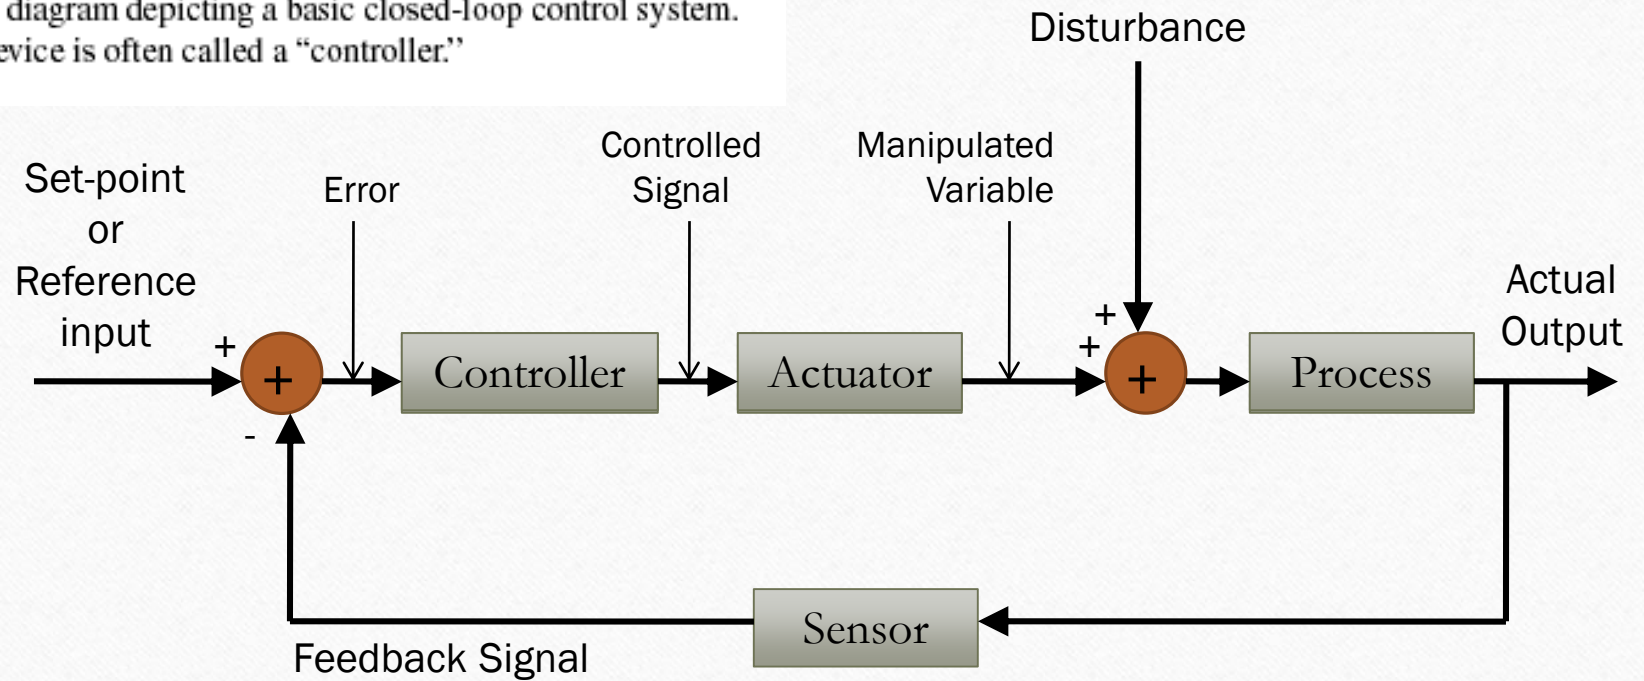 diagram depicting a basic closed-loop control system.
evice is often called a “controller.”
Disturbance
Controlled
Signal
Manipulated
Variable
Set-point
or
Reference
input
Error
Actual
Output
+
+
+
+
+
+
-
Controller
Actuator
Process
Sensor
Feedback Signal